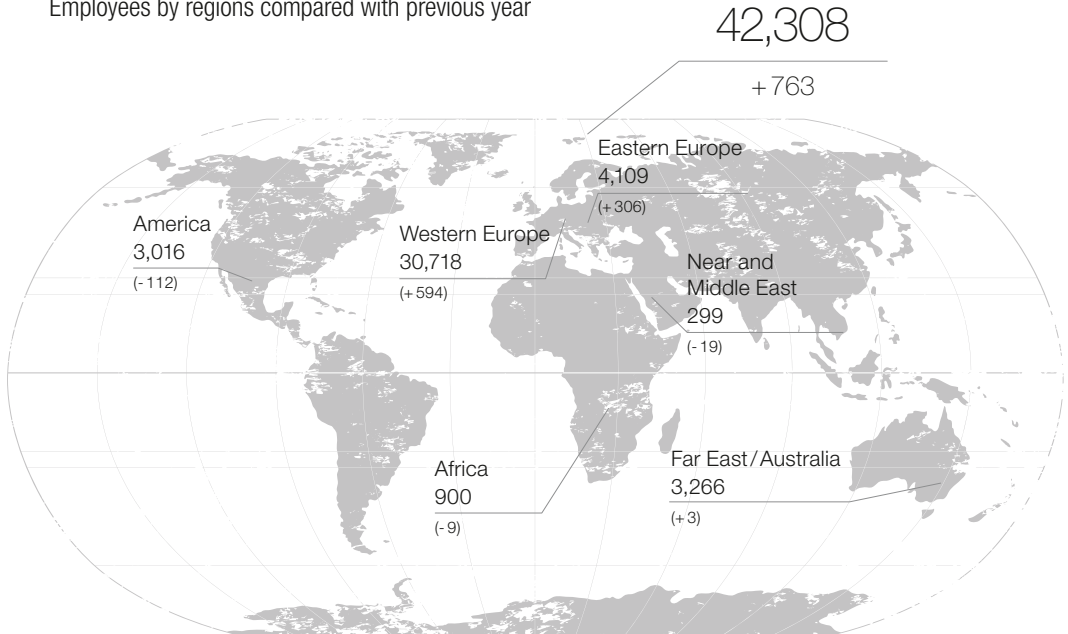 Employees by regions compared with previous year
42,308
+ 763
Eastern Europe
4,109
(+ 306)
America
3,016
(- 112)
Western Europe
30,718
(+ 594)
Near and
Middle East
299
(- 19)
Africa
900
(- 9)
Far East / Australia
3,266
(+ 3)